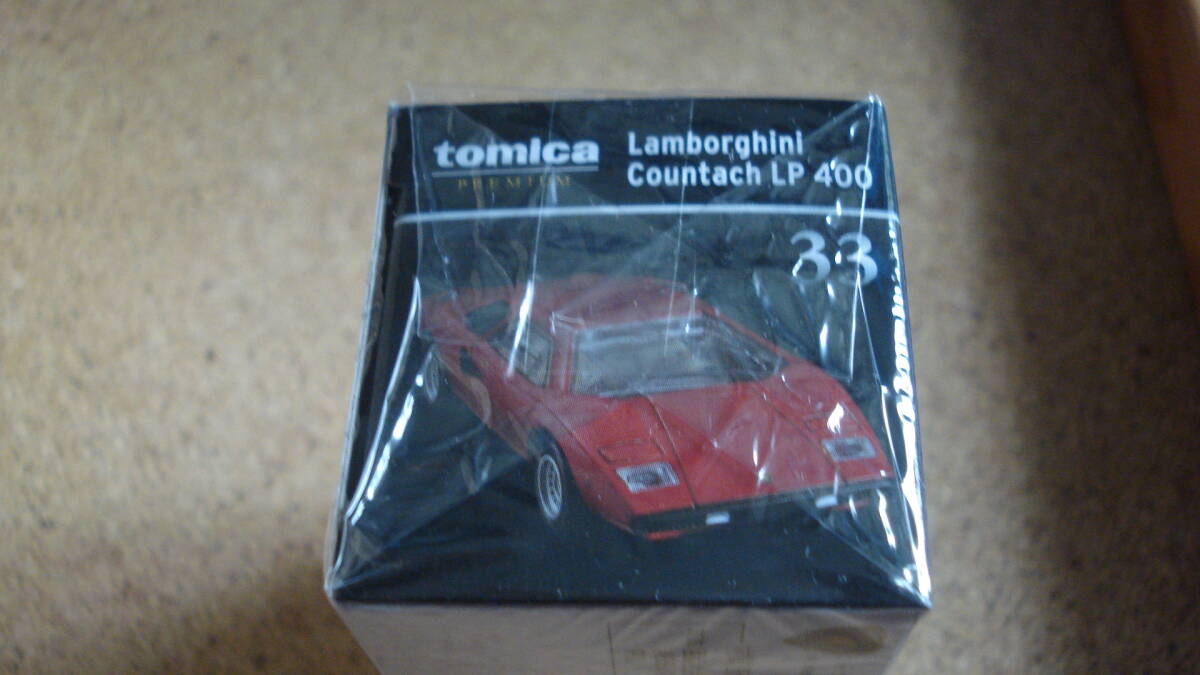 tomica
PREMIUM
Lamborghini
Countach LP 400
33